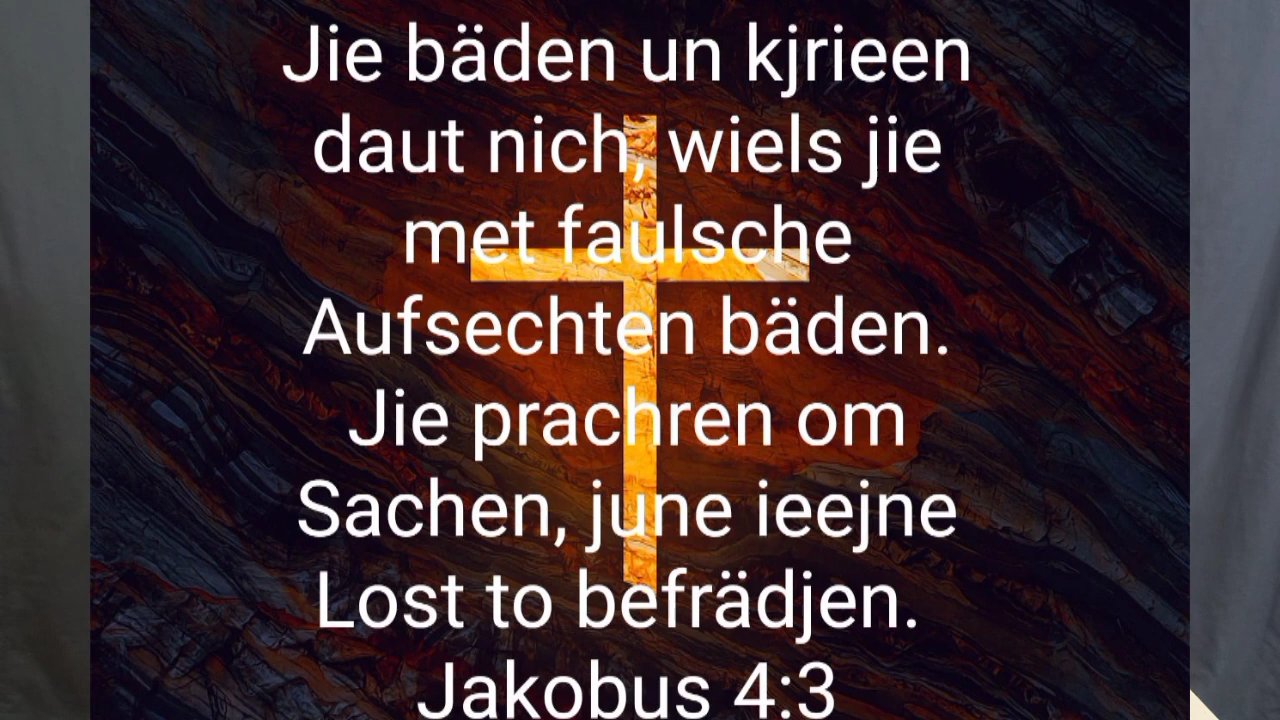 Jie bäden un kjrieen
daut nich, wiels jie
met faulsche
Aufsechten bäden.
Jie prachren om
Sachen, june ieejne
Lost to befrädjen.
Jakobus 4:3